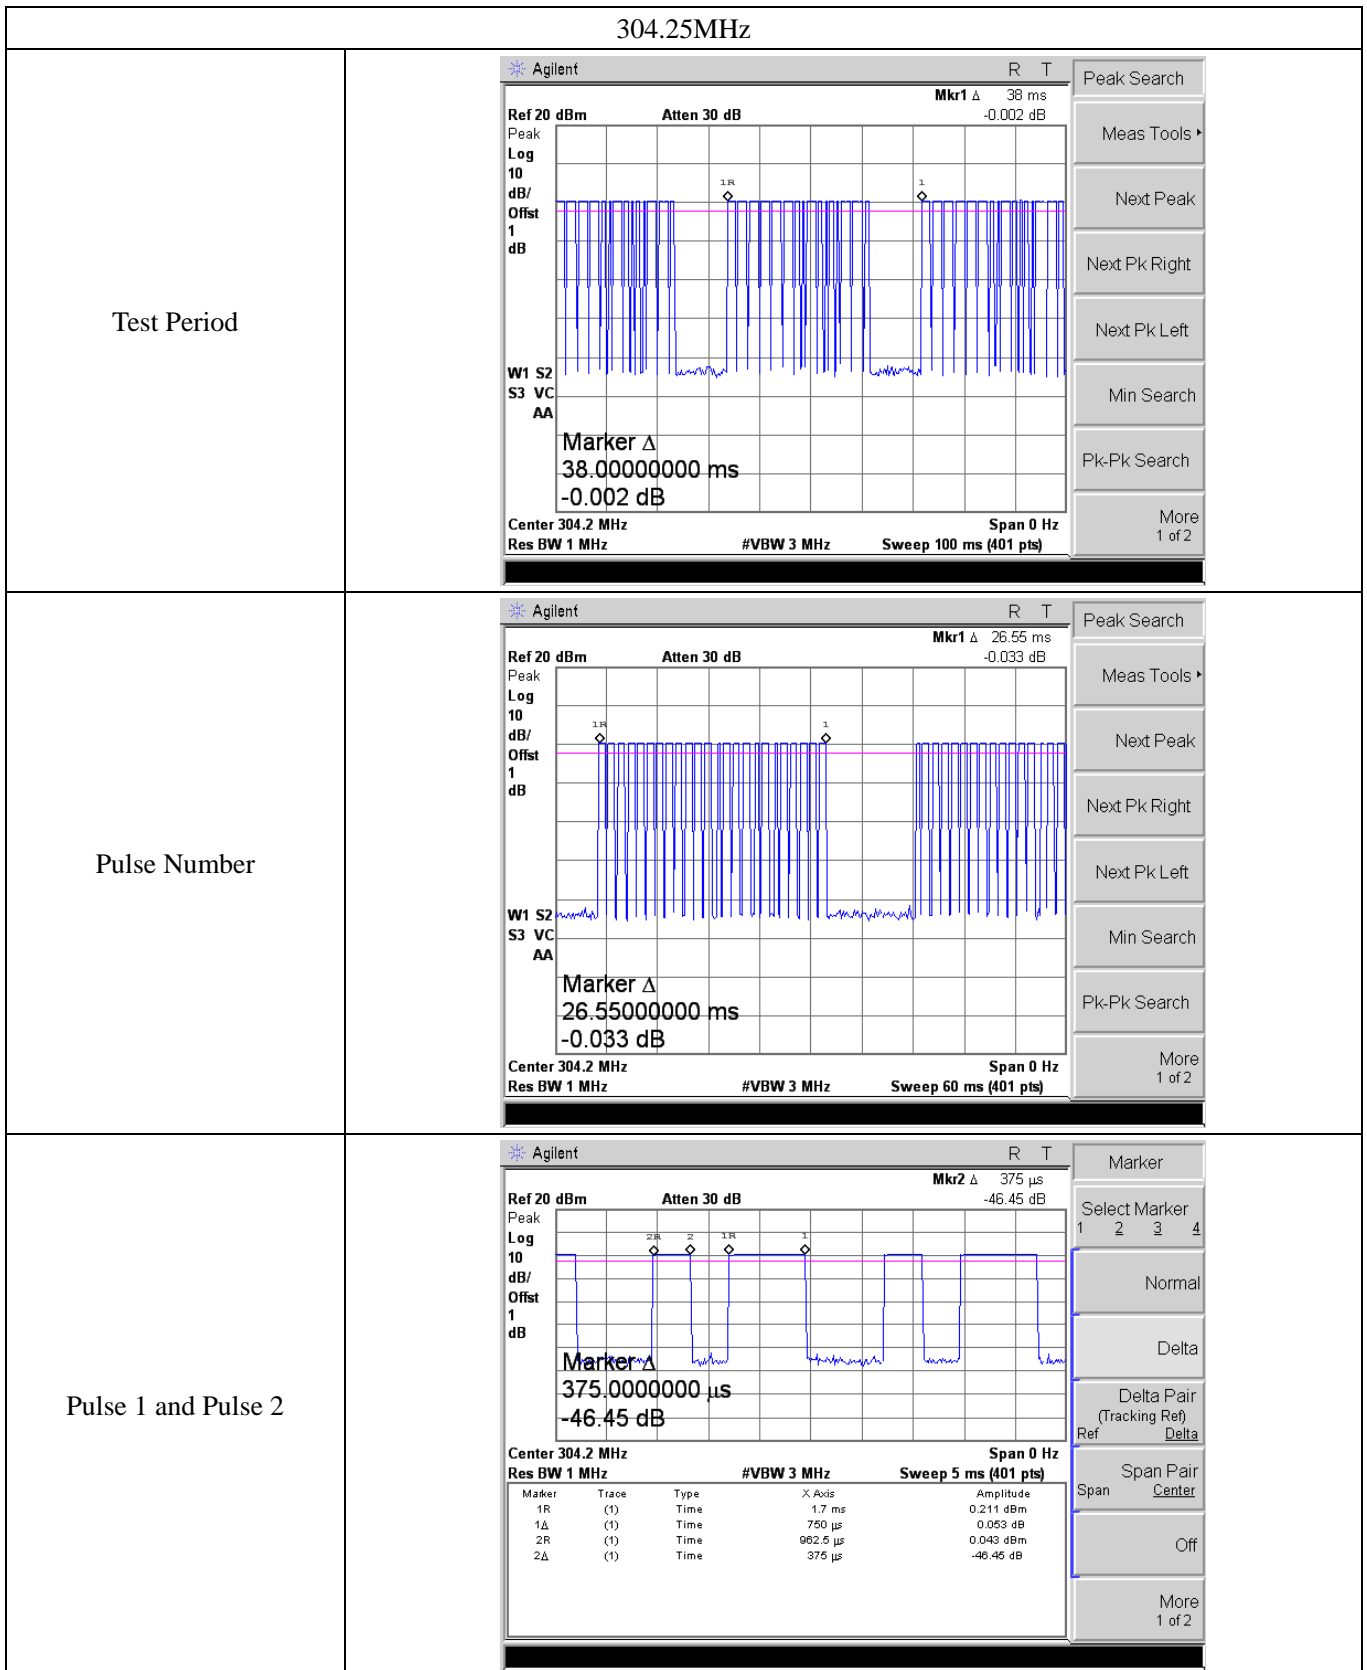 304.25MHz
Test Period
Agilent R T
Peak Search
Mkr1 Δ 38 ms
Ref 20 dBm Atten 30 dB -0.002 dB
Peak
Log
10
dB/
Offst
1
dB
1R 1
W1 S2
S3 VC
AA
Marker Δ
38.00000000 ms
-0.002 dB
Center 304.2 MHz Span 0 Hz
Res BW 1 MHz #VBW 3 MHz Sweep 100 ms (401 pts)
Meas Tools
Next Peak
Next Pk Right
Next Pk Left
Min Search
Pk-Pk Search
More
1 of 2
Pulse Number
Agilent R T
Peak Search
Mkr1 Δ 26.55 ms
Ref 20 dBm Atten 30 dB -0.033 dB
Peak
Log
10
dB/
Offst
1
dB
1R 1
W1 S2
S3 VC
AA
Marker Δ
26.55000000 ms
-0.033 dB
Center 304.2 MHz Span 0 Hz
Res BW 1 MHz #VBW 3 MHz Sweep 60 ms (401 pts)
Meas Tools
Next Peak
Next Pk Right
Next Pk Left
Min Search
Pk-Pk Search
More
1 of 2
Pulse 1 and Pulse 2
Agilent R T
Marker
Mkr2 Δ 375 µs
Ref 20 dBm Atten 30 dB -46.45 dB
Peak
Log
10
dB/
Offst
1
dB
2R 2 1R 1
Marker Δ
375.0000000 µs
-46.45 dB
Center 304.2 MHz Span 0 Hz
Res BW 1 MHz #VBW 3 MHz Sweep 5 ms (401 pts)
Marker Trace Type X Axis Amplitude
1R (1) Time 1.7 ms 0.211 dBm
1Δ (1) Time 750 µs 0.053 dB
2R (1) Time 962.5 µs 0.043 dBm
2Δ (1) Time 375 µs -46.45 dB
Select Marker
1 2 3 4
Normal
Delta
Delta Pair
(Tracking Ref)
Ref Delta
Span Pair
Span Center
Off
More
1 of 2